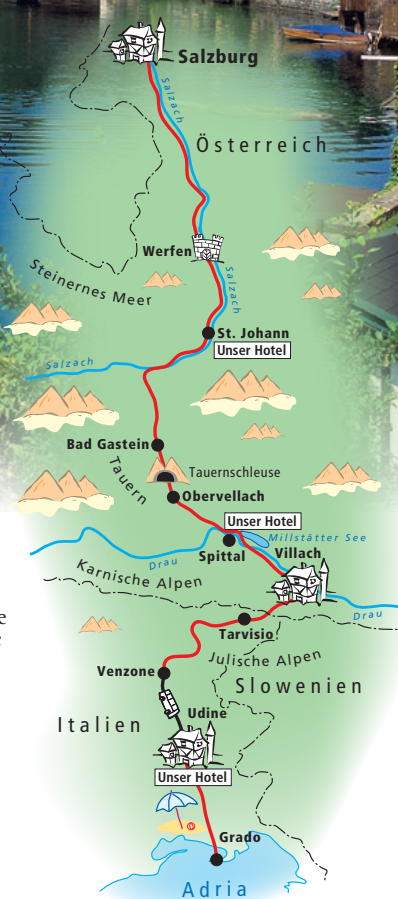 Salzburg
Salzach
Österreich
Werfen
Salzach
Steinernes Meer
St. Johann
Unser Hotel
Salzach
Bad Gastein
Tauern
Tauernschleuse
Obervellach
Unser Hotel
Millstätter See
Spittal
Villach
Drau
Karnische Alpen
Drau
Tarvisio
Julische Alpen
Venzone
Slowenien
Italien
Udine
Unser Hotel
Grado
Adria